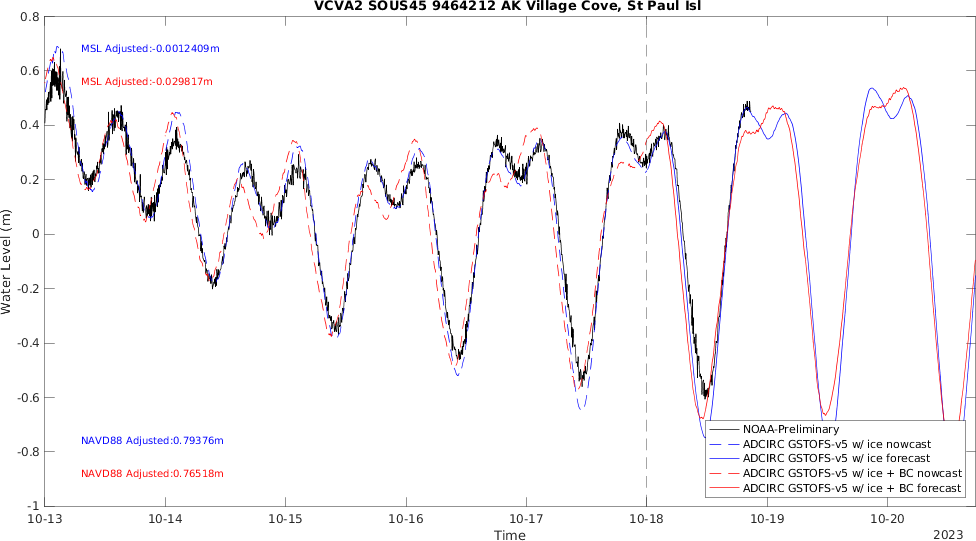 VCVA2 SOUS45 9464212 AK Village Cove, St Paul Isl
0.8
0.6
0.4
0.2
0
-0.2
-0.4
-0.6
-0.8
-1
Water Level (m)
MSL Adjusted:-0.0012409m
MSL Adjusted:-0.029817m
NAVD88 Adjusted:0.79376m
NAVD88 Adjusted:0.76518m
NOAA-Preliminary
ADCIRC GSTOFS-v5 w/ ice nowcast
ADCIRC GSTOFS-v5 w/ ice forecast
ADCIRC GSTOFS-v5 w/ ice + BC nowcast
ADCIRC GSTOFS-v5 w/ ice + BC forecast
10-13 10-14 10-15 10-16 10-17 10-18 10-19 10-20
Time
2023